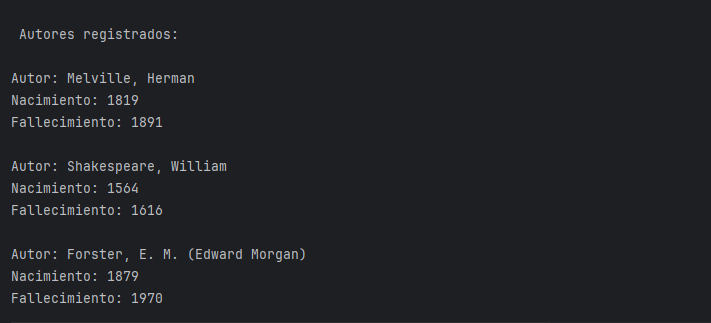 Autores registrados:
Autor: Melville, Herman
Nacimiento: 1819
Fallecimiento: 1891
Autor: Shakespeare, William
Nacimiento: 1564
Fallecimiento: 1616
Autor: Forster, E. M. (Edward Morgan)
Nacimiento: 1879
Fallecimiento: 1970